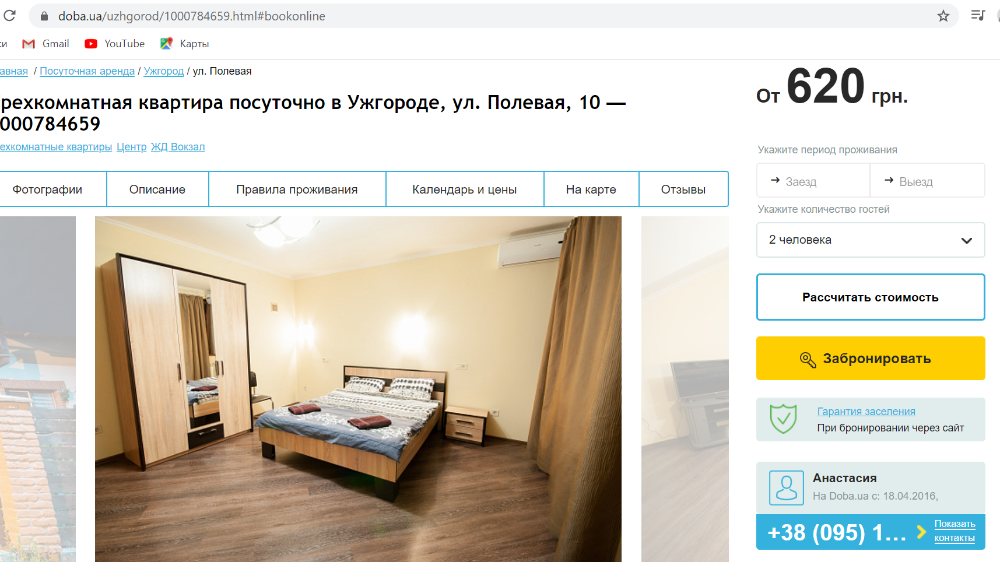 doba.ua/uzhgorod/1000784659.html#bookonline
ки Gmail YouTube Карты
авная / Посуточная аренда / Ужгород / ул. Полевая
рехкомнатная квартира посуточно в Ужгороде, ул. Полевая, 10 —
000784659
ехкомнатные квартиры Центр ЖД Вокзал
Фотографии Описание Правила проживания Календарь и цены На карте Отзывы
От 620 грн.
Укажите период проживания
Заезд Выезд
Укажите количество гостей
2 человека
Рассчитать стоимость
Забронировать
Гарантия заселения
При бронировании через сайт
Анастасия
На Doba.ua с: 18.04.2016,
+38 (095) 1...
Показать
контакты